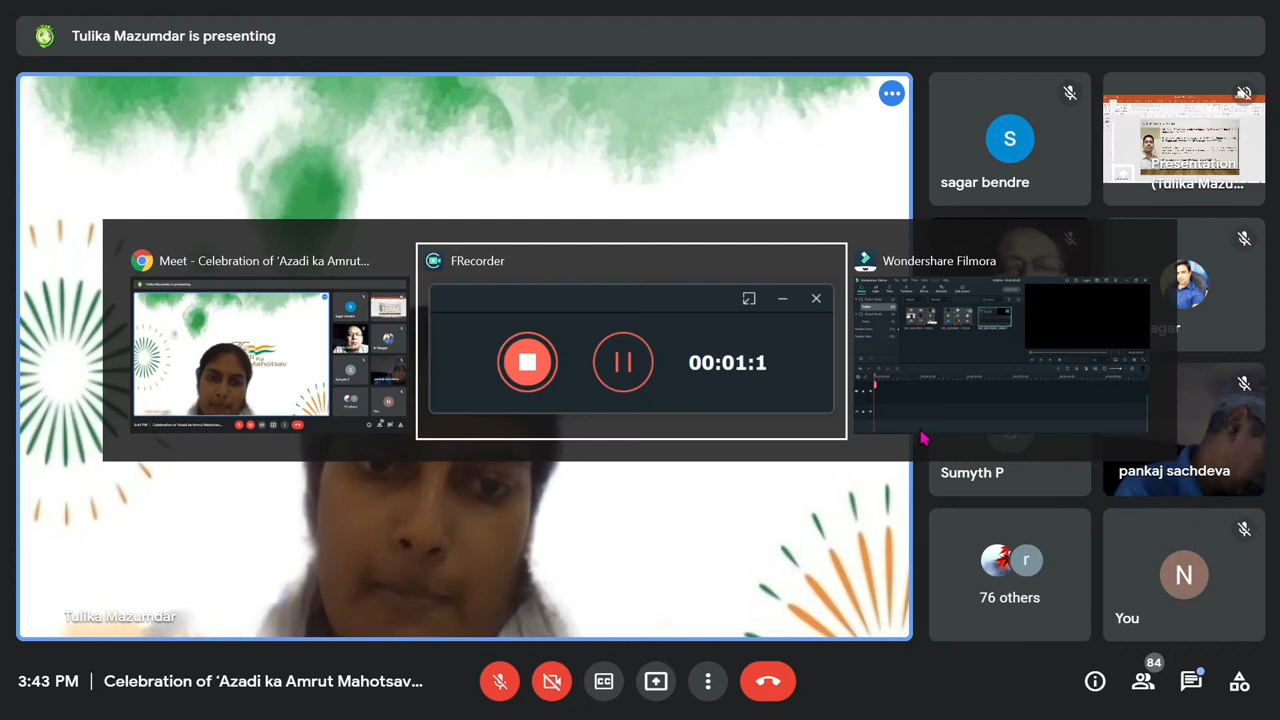 Tulika Mazumdar is presenting
S
sagar bendre
Presentation
(Tulika Mazu...
Meet - Celebration of ‘Azadi ka Amrut...
FRecorder
Wondershare Filmora
00:01:1
Sumyth P
pankaj sachdeva
Tulika Mazumdar
r
76 others
N
You
3:43 PM
Celebration of ‘Azadi ka Amrut Mahotsav...
84